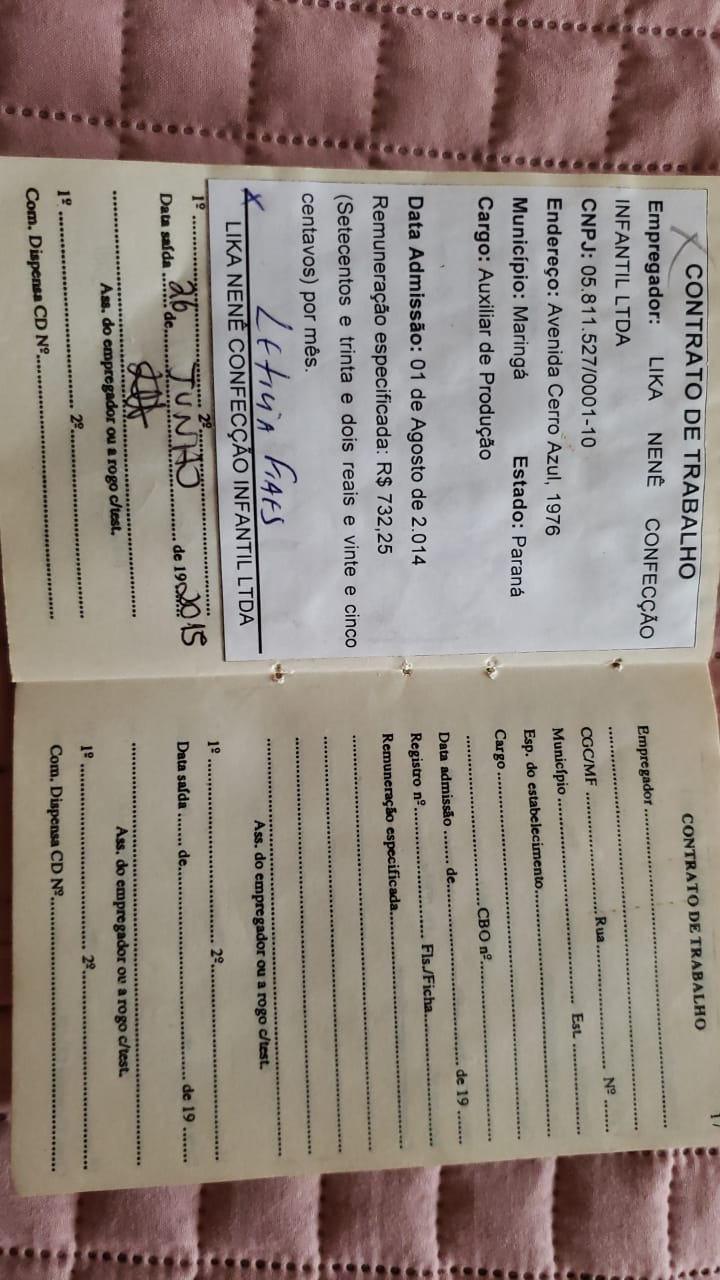 CONTRATO DE TRABALHO
Empregador: LIKA NENÊ CONFECÇÃO
INFANTIL LTDA
CNPJ: 05.811.527/0001-10
Endereço: Avenida Cerro Azul, 1976
Município: Maringá Estado: Paraná
Cargo: Auxiliar de Produção
Data Admissão: 01 de Agosto de 2.014
Remuneração especificada: R$ 732,25
(Setecentos e trinta e dois reais e vinte e cinco
centavos) por mês.
X
LIKA NENÊ CONFECÇÃO INFANTIL LTDA
1º ........................ 2º........................
Data saída ...... 26 de JUNHO de 19 2015
Ass. do empregador ou a rogo c/test.
1º ........................ 2º........................
Com. Dispensa CD Nº........................
17
CONTRATO DE TRABALHO
Empregador ........................
CGC/MF ........................ Rua ........................ Nº ......
Município ........................ Est. ............
Esp. do estabelecimento........................
Cargo ........................
........................ CBO nº........................
Data admissão ...... de ........................ de 19 ......
Registro nº........................ Fls./Ficha............
Remuneração especificada........................
Ass. do empregador ou a rogo c/test.
1º ........................ 2º........................
Data saída ...... de ........................ de 19 ......
Ass. do empregador ou a rogo c/test.
1º ........................ 2º........................
Com. Dispensa CD Nº........................